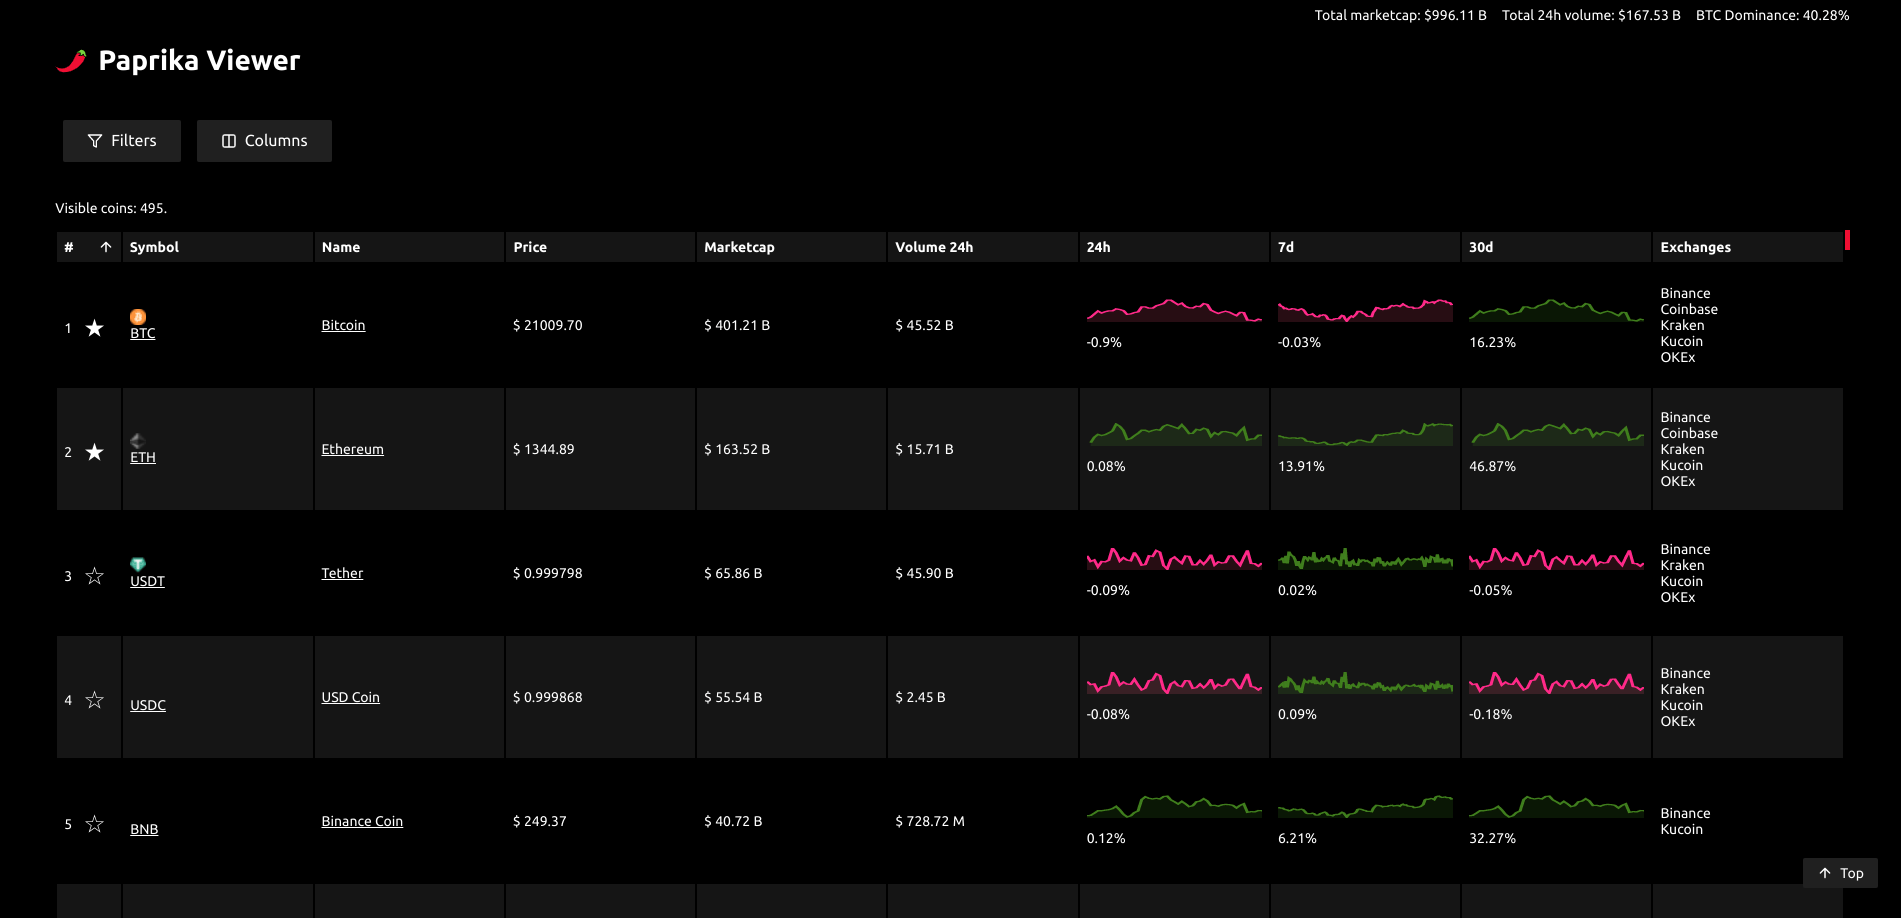 Total marketcap: $996.11 B Total 24h volume: $167.53 B BTC Dominance: 40.28%
Paprika Viewer
Filters Columns
Visible coins: 495.
# Symbol Name Price Marketcap Volume 24h 24h 7d 30d Exchanges
1 BTC Bitcoin $ 21009.70 $ 401.21 B $ 45.52 B -0.9% -0.03% 16.23%
Binance
Coinbase
Kraken
Kucoin
OKEx
2 ETH Ethereum $ 1344.89 $ 163.52 B $ 15.71 B 0.08% 13.91% 46.87%
Binance
Coinbase
Kraken
Kucoin
OKEx
3 USDT Tether $ 0.999798 $ 65.86 B $ 45.90 B -0.09% 0.02% -0.05%
Binance
Kraken
Kucoin
OKEx
4 USDC USD Coin $ 0.999868 $ 55.54 B $ 2.45 B -0.08% 0.09% -0.18%
Binance
Kraken
Kucoin
OKEx
5 BNB Binance Coin $ 249.37 $ 40.72 B $ 728.72 M 0.12% 6.21% 32.27%
Binance
Kucoin
Top